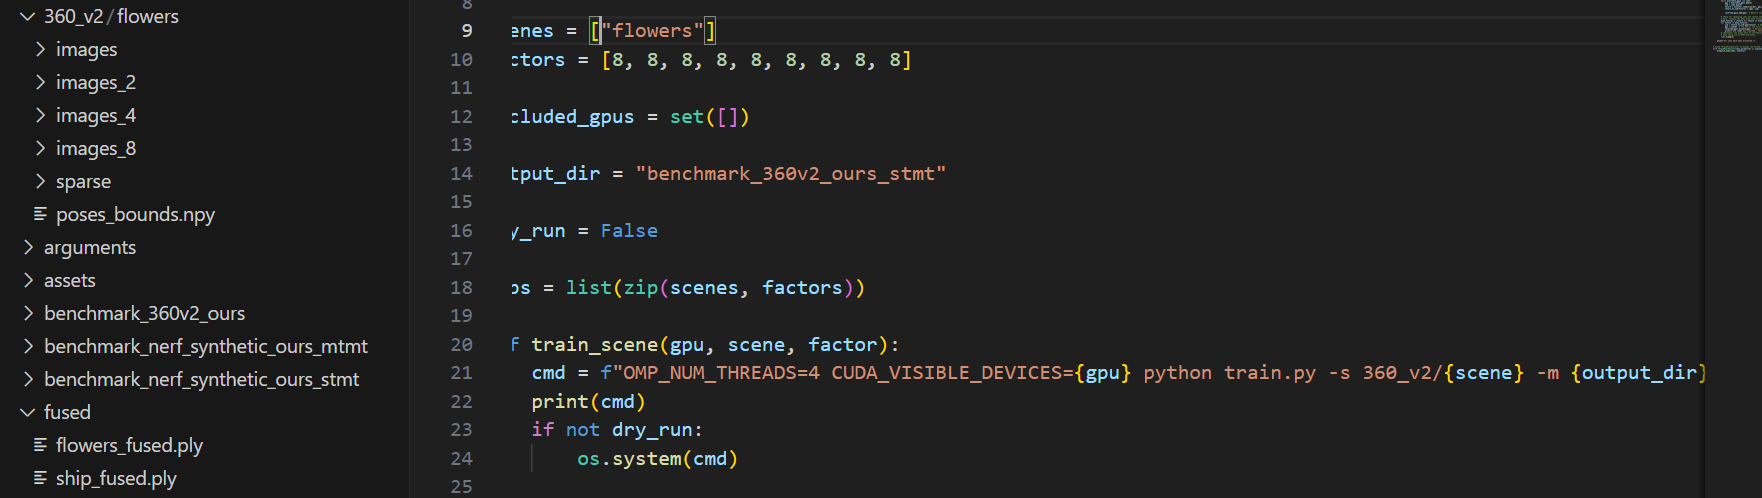 360_v2/flowers
images
images_2
images_4
images_8
sparse
poses_bounds.npy
arguments
assets
benchmark_360v2_ours
benchmark_nerf_synthetic_ours_mtmt
benchmark_nerf_synthetic_ours_stmt
fused
flowers_fused.ply
ship_fused.ply
8
9 enes = ["flowers"]
10 ctors = [8, 8, 8, 8, 8, 8, 8, 8, 8]
11
12 cluded_gpus = set([])
13
14 tput_dir = "benchmark_360v2_ours_stmt"
15
16 y_run = False
17
18 bs = list(zip(scenes, factors))
19
20 f train_scene(gpu, scene, factor):
21 cmd = f"OMP_NUM_THREADS=4 CUDA_VISIBLE_DEVICES={gpu} python train.py -s 360_v2/{scene} -m {output_dir}
22 print(cmd)
23 if not dry_run:
24 os.system(cmd)
25